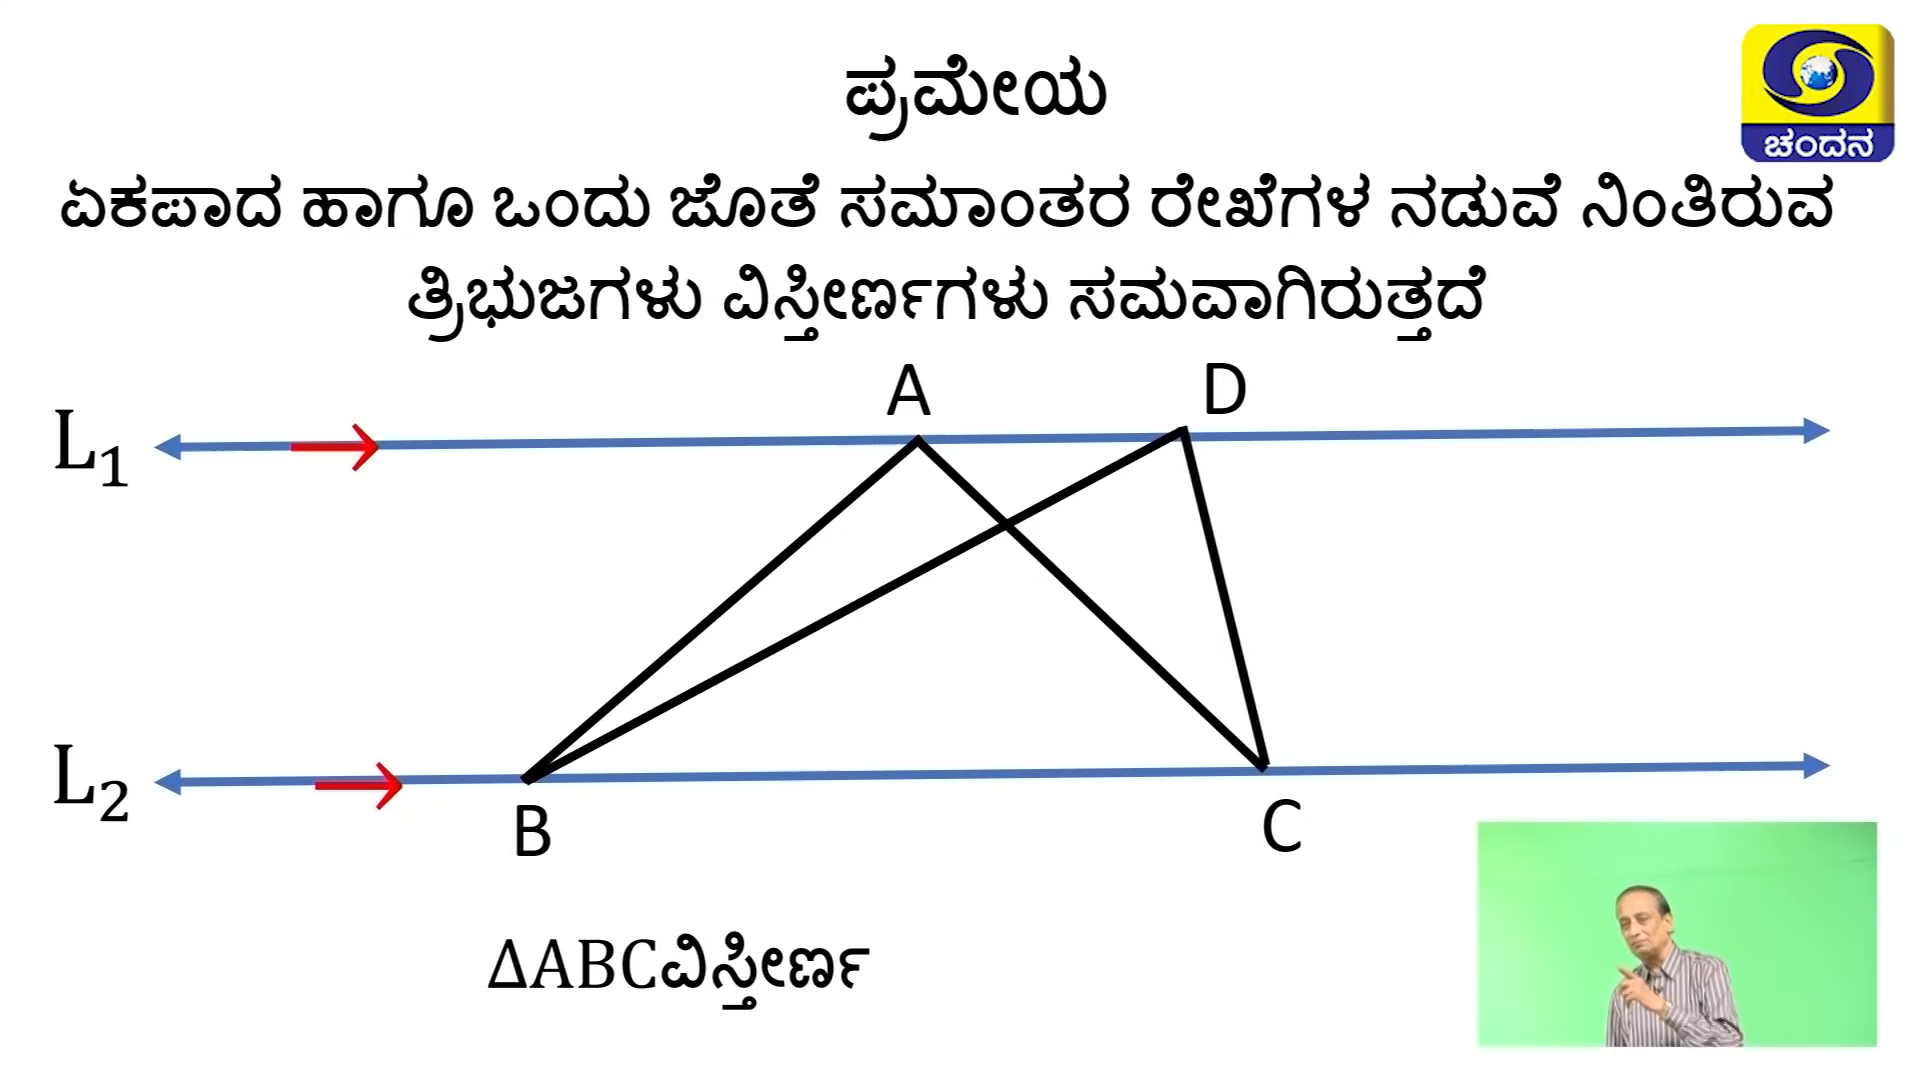 ಪ್ರಮೇಯ
ಚಂದನ
ಏಕಪಾದ ಹಾಗೂ ಒಂದು ಜೊತೆ ಸಮಾಂತರ ರೇಖೆಗಳ ನಡುವೆ ನಿಂತಿರುವ
ತ್ರಿಭುಜಗಳು ವಿಸ್ತೀರ್ಣಗಳು ಸಮವಾಗಿರುತ್ತದೆ
A D
L₁
L₂
B C
ΔABCವಿಸ್ತೀರ್ಣ